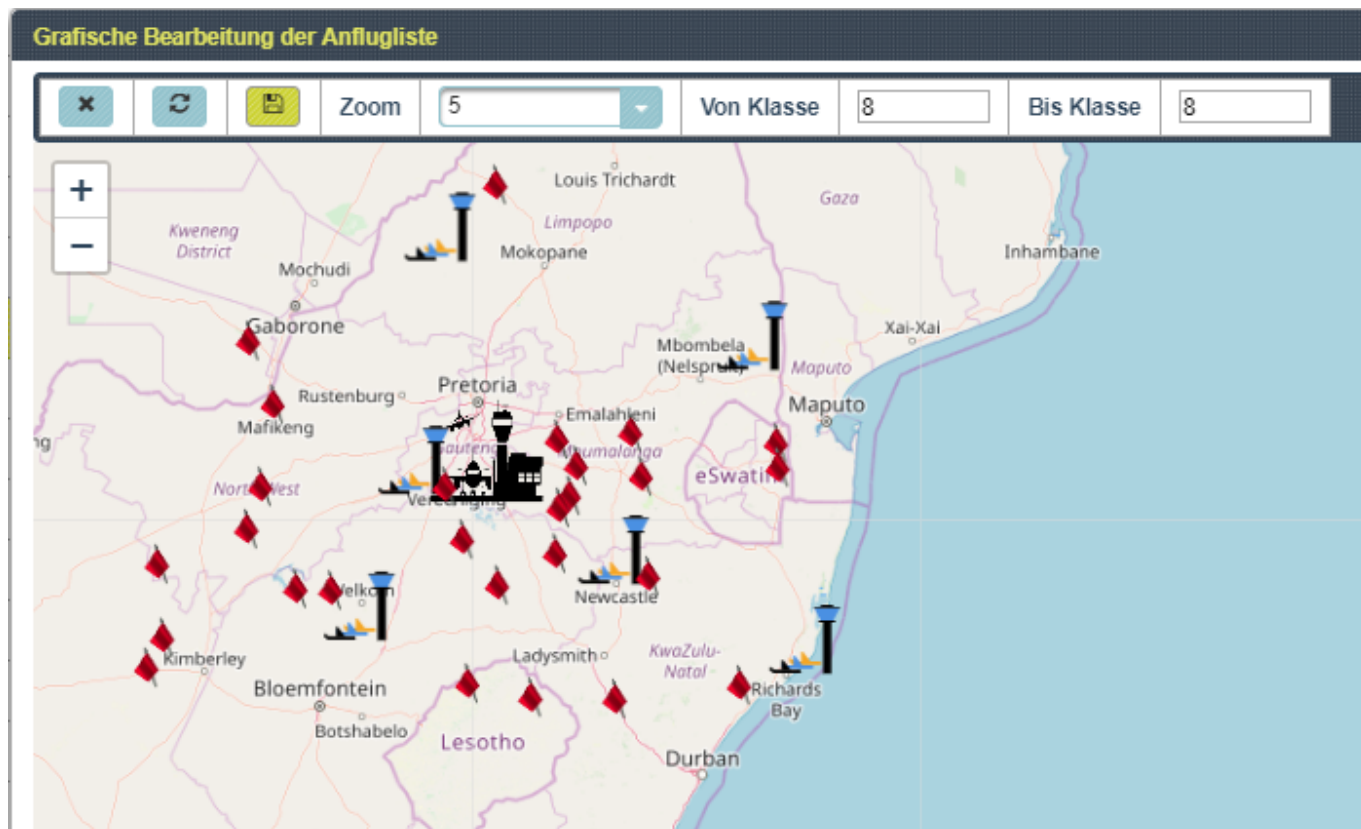 Grafische Bearbeitung der Anflugliste
Zoom 5 Von Klasse 8 Bis Klasse 8
+
−
Louis Trichardt
Limpopo
Gaza
Kweneng
District
Mokopane
Inhambane
Mochudi
Gaborone
Xai-Xai
Mbombela
(Nelspruit)
Maputo
Pretoria
Rustenburg
Maputo
Emalahleni
Mafikeng
Gauteng
Mpumalanga
eSwatini
North West
Vereeniging
Welkom
Newcastle
Ladysmith
KwaZulu-
Natal
Kimberley
Bloemfontein
Richards
Bay
Botshabelo
Lesotho
Durban